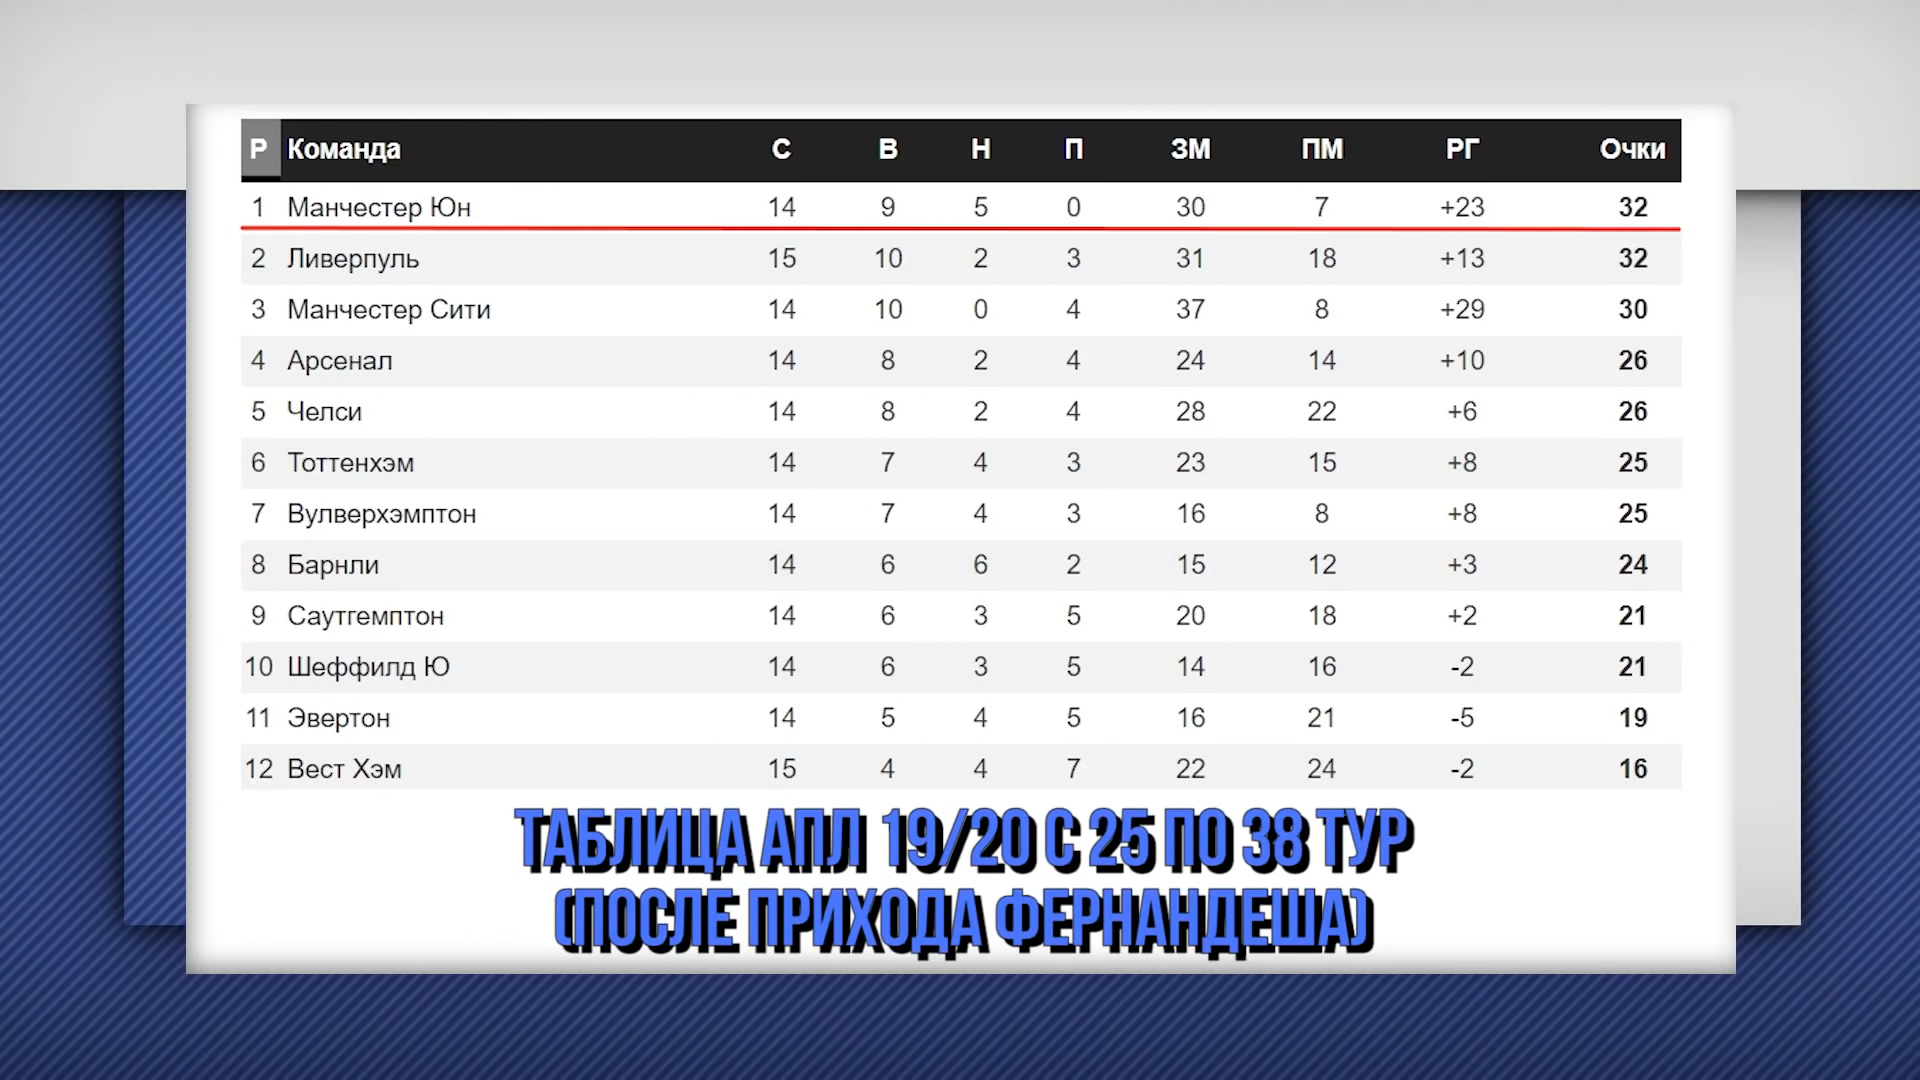 Р Команда С В Н П ЗМ ПМ РГ Очки
1 Манчестер Юн 14 9 5 0 30 7 +23 32
2 Ливерпуль 15 10 2 3 31 18 +13 32
3 Манчестер Сити 14 10 0 4 37 8 +29 30
4 Арсенал 14 8 2 4 24 14 +10 26
5 Челси 14 8 2 4 28 22 +6 26
6 Тоттенхэм 14 7 4 3 23 15 +8 25
7 Вулверхэмптон 14 7 4 3 16 8 +8 25
8 Барнли 14 6 6 2 15 12 +3 24
9 Саутгемптон 14 6 3 5 20 18 +2 21
10 Шеффилд Ю 14 6 3 5 14 16 -2 21
11 Эвертон 14 5 4 5 16 21 -5 19
12 Вест Хэм 15 4 4 7 22 24 -2 16
ТАБЛИЦА АПЛ 19/20 С 25 ПО 38 ТУР
(ПОСЛЕ ПРИХОДА ФЕРНАНДЕША)